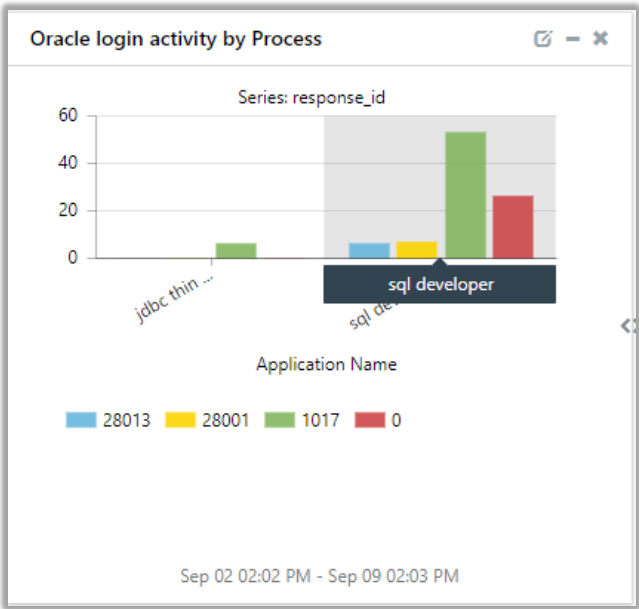 Oracle login activity by Process
Series: response_id
60
40
20
0
jdbc thin ...
sql de
sql developer
Application Name
28013 28001 1017 0
Sep 02 02:02 PM - Sep 09 02:03 PM